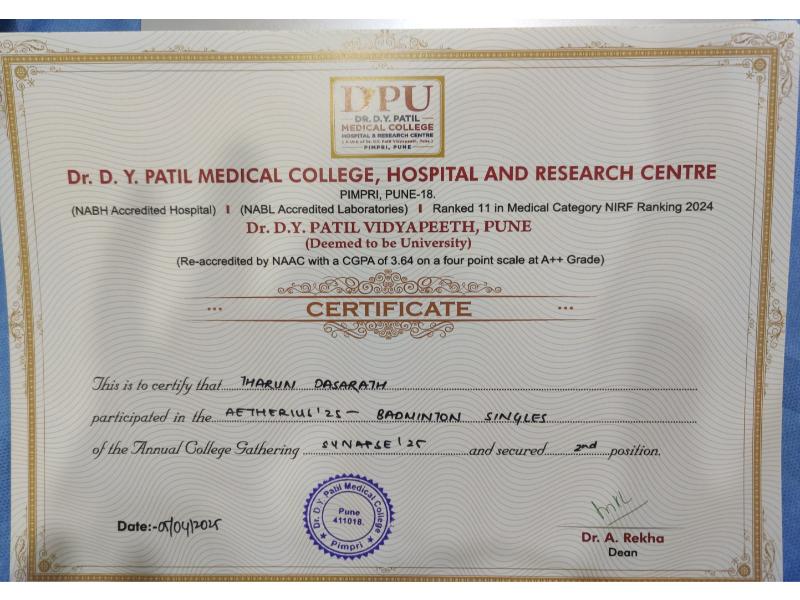 DPU
DR. D. Y. PATIL
MEDICAL COLLEGE
HOSPITAL & RESEARCH CENTRE
PIMPRI, PUNE
Dr. D. Y. PATIL MEDICAL COLLEGE, HOSPITAL AND RESEARCH CENTRE
PIMPRI, PUNE-18.
(NABH Accredited Hospital) I (NABL Accredited Laboratories) I Ranked 11 in Medical Category NIRF Ranking 2024
Dr. D.Y. PATIL VIDYAPEETH, PUNE
(Deemed to be University)
(Re-accredited by NAAC with a CGPA of 3.64 on a four point scale at A++ Grade)
CERTIFICATE
This is to certify that THARUN DASARATH
participated in the AETHERIUS'25 - BADMINTON SINGLES
of the Annual College Gathering SYNAPSE'25 and secured 2nd position.
Dr. D. Y. Patil Medical College
Pune
411018.
Pimpri
Date:- 05/04/2025
Dr. A. Rekha
Dean